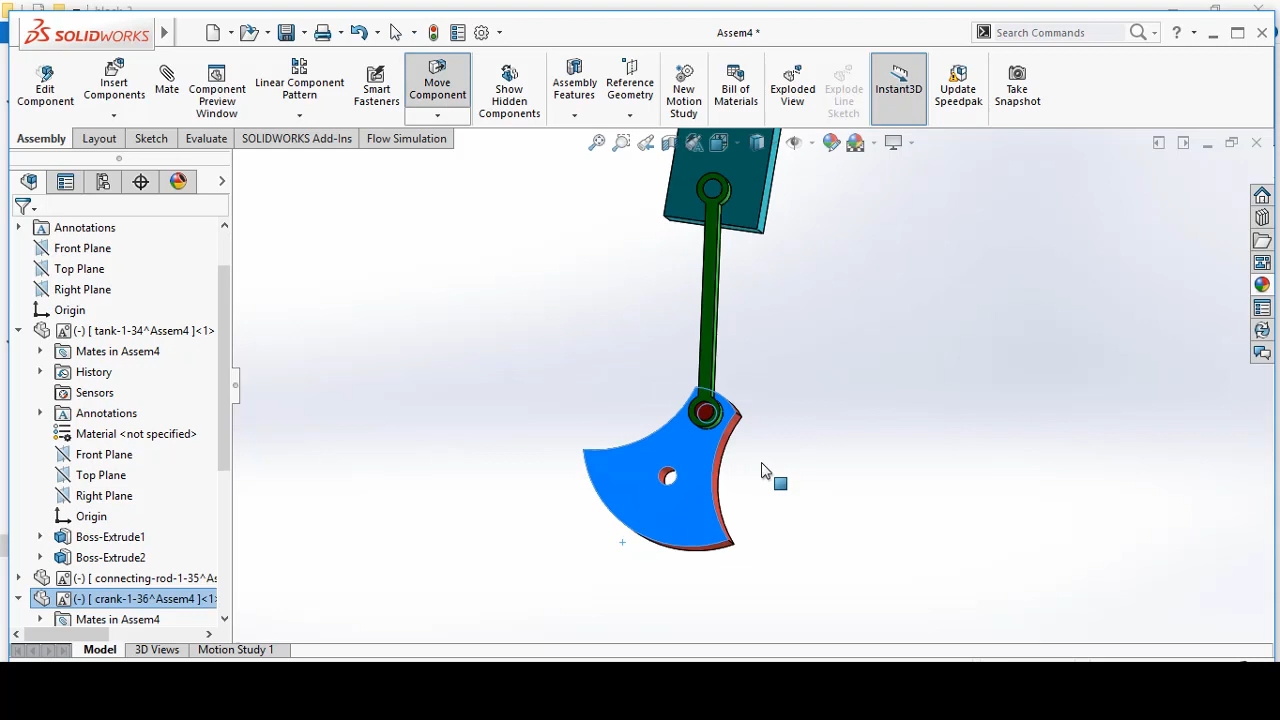 SOLIDWORKS
Assem4 *
Search Commands
?
Edit Component
Insert Components
Mate
Component Preview Window
Linear Component Pattern
Smart Fasteners
Move Component
Show Hidden Components
Assembly Features
Reference Geometry
New Motion Study
Bill of Materials
Exploded View
Explode Line Sketch
Instant3D
Update Speedpak
Take Snapshot
Assembly
Layout
Sketch
Evaluate
SOLIDWORKS Add-Ins
Flow Simulation
Annotations
Front Plane
Top Plane
Right Plane
Origin
(-) [ tank-1-34^Assem4 ]<1>
Mates in Assem4
History
Sensors
Annotations
Material <not specified>
Front Plane
Top Plane
Right Plane
Origin
Boss-Extrude1
Boss-Extrude2
(-) [ connecting-rod-1-35^As
(-) [ crank-1-36^Assem4 ]<1>
Mates in Assem4
Model
3D Views
Motion Study 1